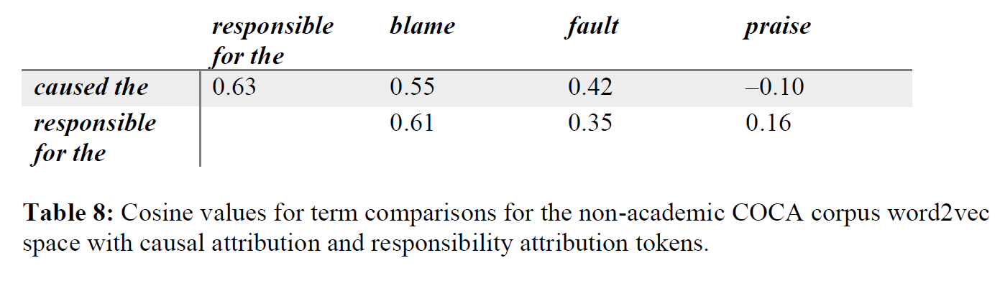 responsible for the blame fault praise
caused the 0.63 0.55 0.42 –0.10
responsible for the 0.61 0.35 0.16
Table 8: Cosine values for term comparisons for the non-academic COCA corpus word2vec
space with causal attribution and responsibility attribution tokens.